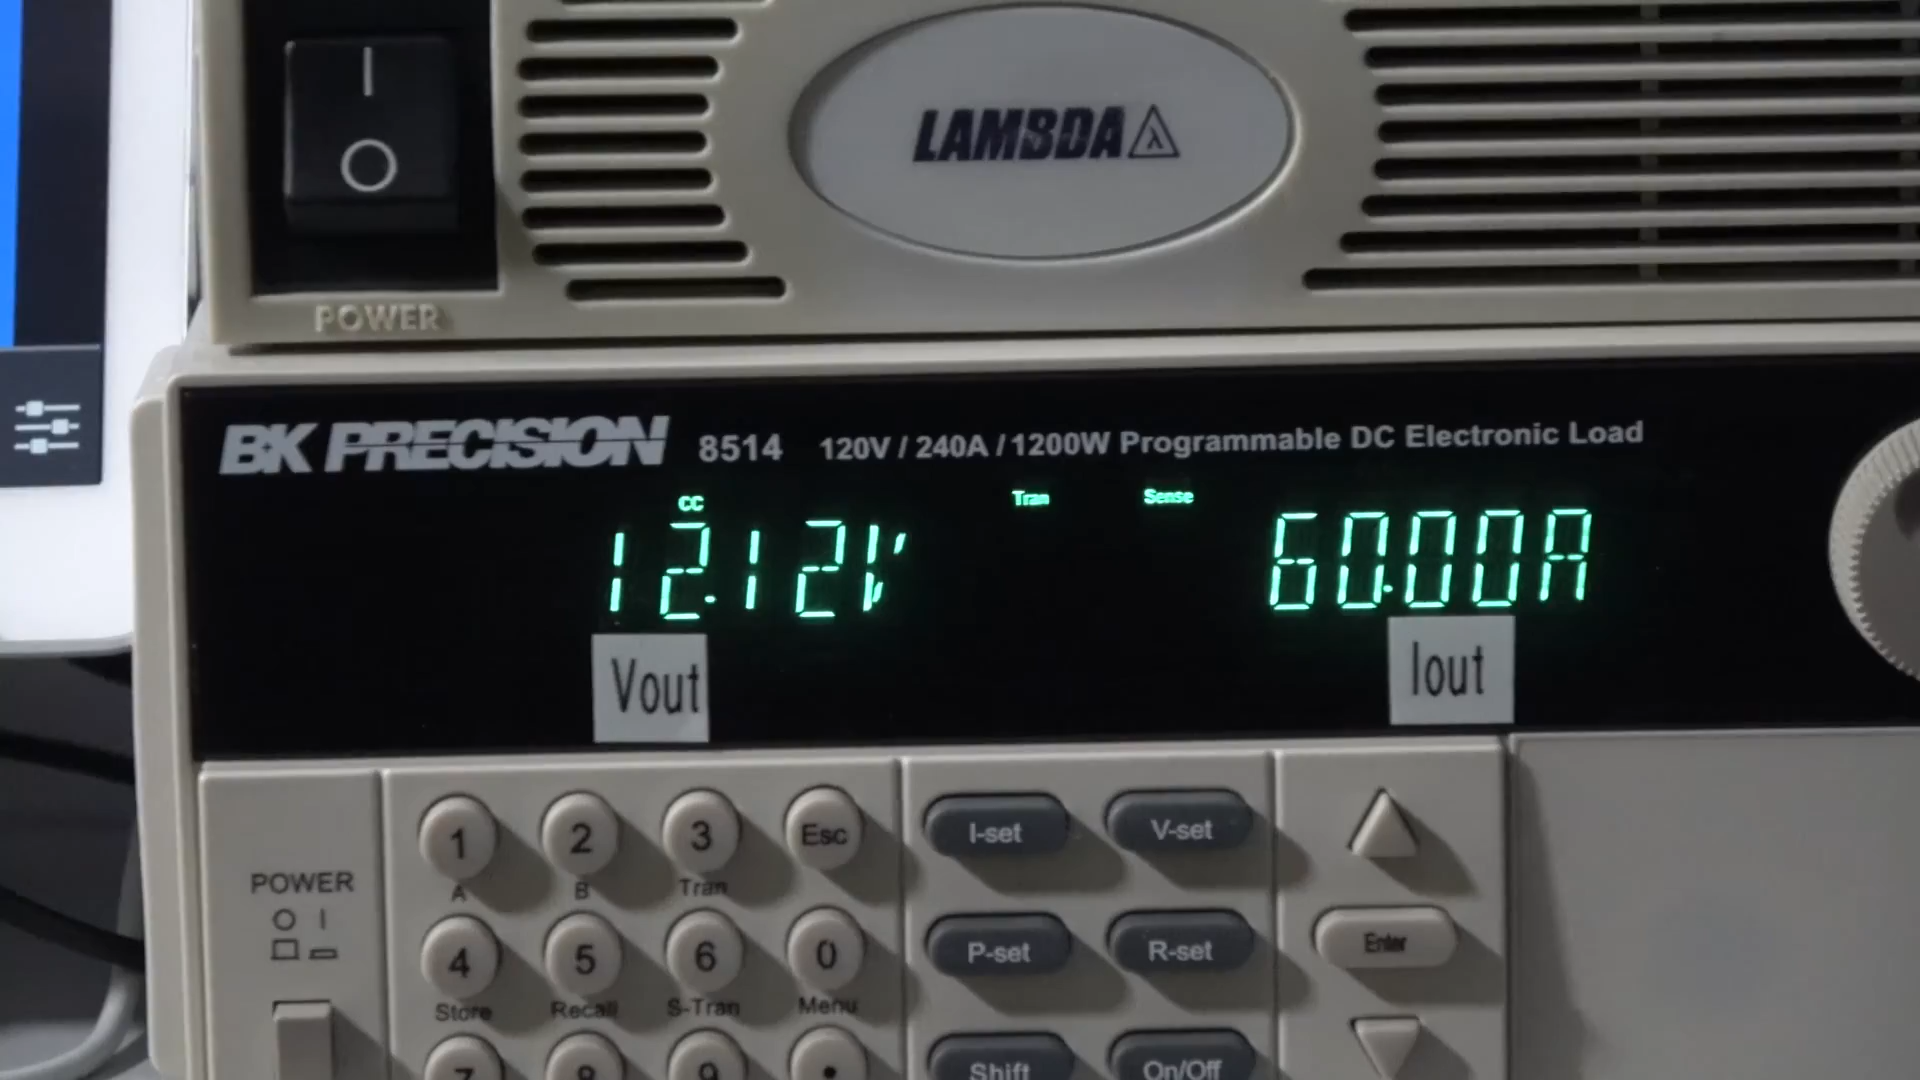 LAMBDA
POWER
BK PRECISION 8514 120V / 240A / 1200W Programmable DC Electronic Load
CC Tran Sense
12.12V 60.00A
Vout Iout
1 2 3 Esc I-set V-set
A B Tran
POWER
4 5 6 0 P-set R-set Enter
Store Recall S-Tran Menu
7 8 9 . Shift On/Off